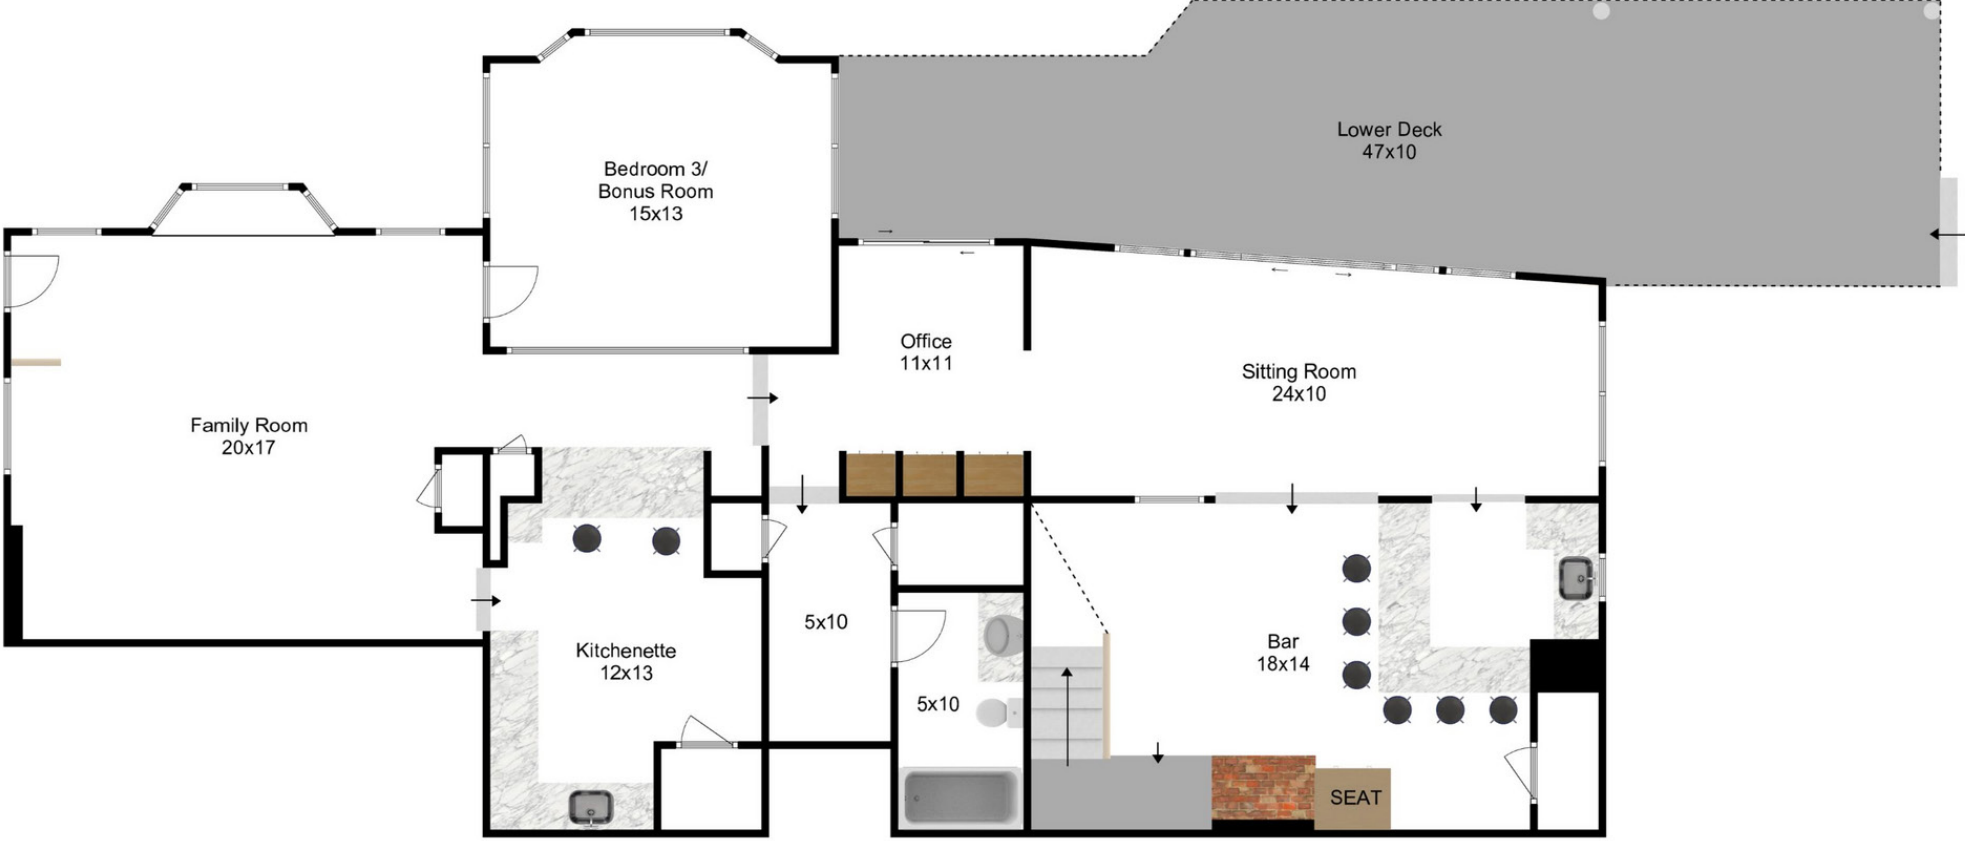 Lower Deck
47x10
Bedroom 3/
Bonus Room
15x13
Office
11x11
Sitting Room
24x10
Family Room
20x17
5x10
Kitchenette
12x13
Bar
18x14
5x10
SEAT